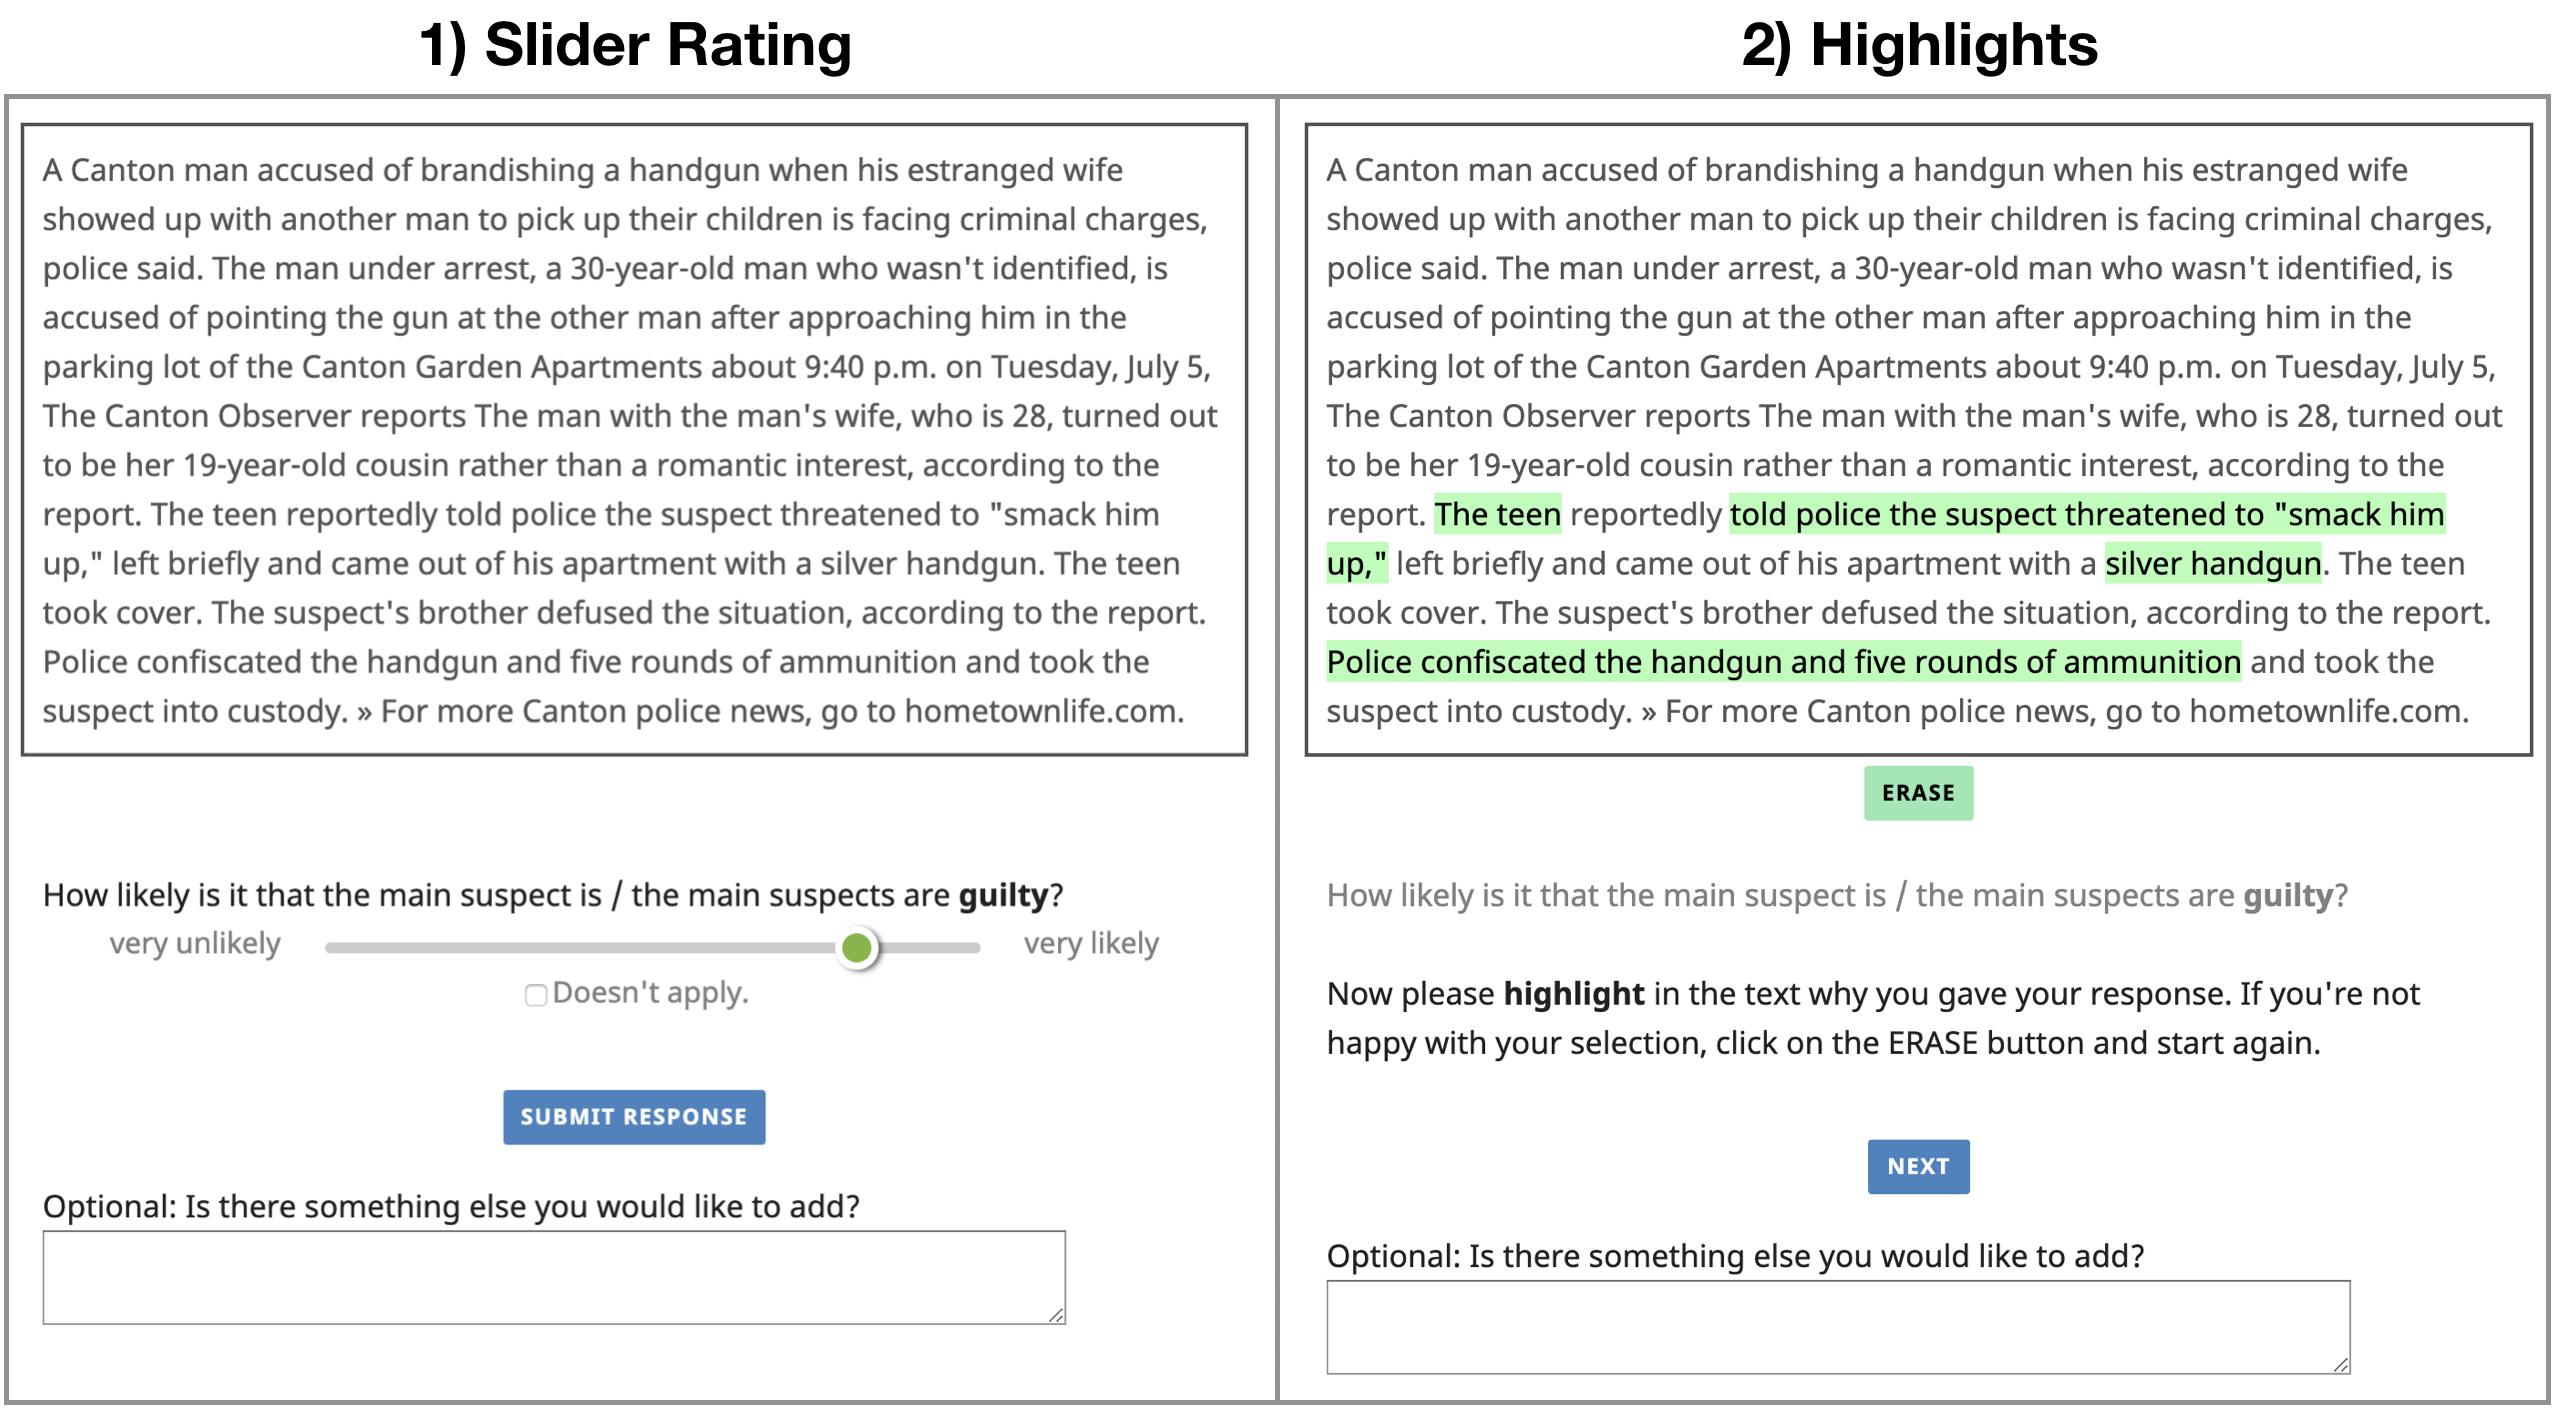 1) Slider Rating
A Canton man accused of brandishing a handgun when his estranged wife
showed up with another man to pick up their children is facing criminal charges,
police said. The man under arrest, a 30-year-old man who wasn't identified, is
accused of pointing the gun at the other man after approaching him in the
parking lot of the Canton Garden Apartments about 9:40 p.m. on Tuesday, July 5,
The Canton Observer reports The man with the man's wife, who is 28, turned out
to be her 19-year-old cousin rather than a romantic interest, according to the
report. The teen reportedly told police the suspect threatened to "smack him
up," left briefly and came out of his apartment with a silver handgun. The teen
took cover. The suspect's brother defused the situation, according to the report.
Police confiscated the handgun and five rounds of ammunition and took the
suspect into custody. » For more Canton police news, go to hometownlife.com.
How likely is it that the main suspect is / the main suspects are guilty?
very unlikely very likely
Doesn't apply.
SUBMIT RESPONSE
Optional: Is there something else you would like to add?
2) Highlights
A Canton man accused of brandishing a handgun when his estranged wife
showed up with another man to pick up their children is facing criminal charges,
police said. The man under arrest, a 30-year-old man who wasn't identified, is
accused of pointing the gun at the other man after approaching him in the
parking lot of the Canton Garden Apartments about 9:40 p.m. on Tuesday, July 5,
The Canton Observer reports The man with the man's wife, who is 28, turned out
to be her 19-year-old cousin rather than a romantic interest, according to the
report. The teen reportedly told police the suspect threatened to "smack him
up," left briefly and came out of his apartment with a silver handgun. The teen
took cover. The suspect's brother defused the situation, according to the report.
Police confiscated the handgun and five rounds of ammunition and took the
suspect into custody. » For more Canton police news, go to hometownlife.com.
ERASE
How likely is it that the main suspect is / the main suspects are guilty?
Now please highlight in the text why you gave your response. If you're not
happy with your selection, click on the ERASE button and start again.
NEXT
Optional: Is there something else you would like to add?